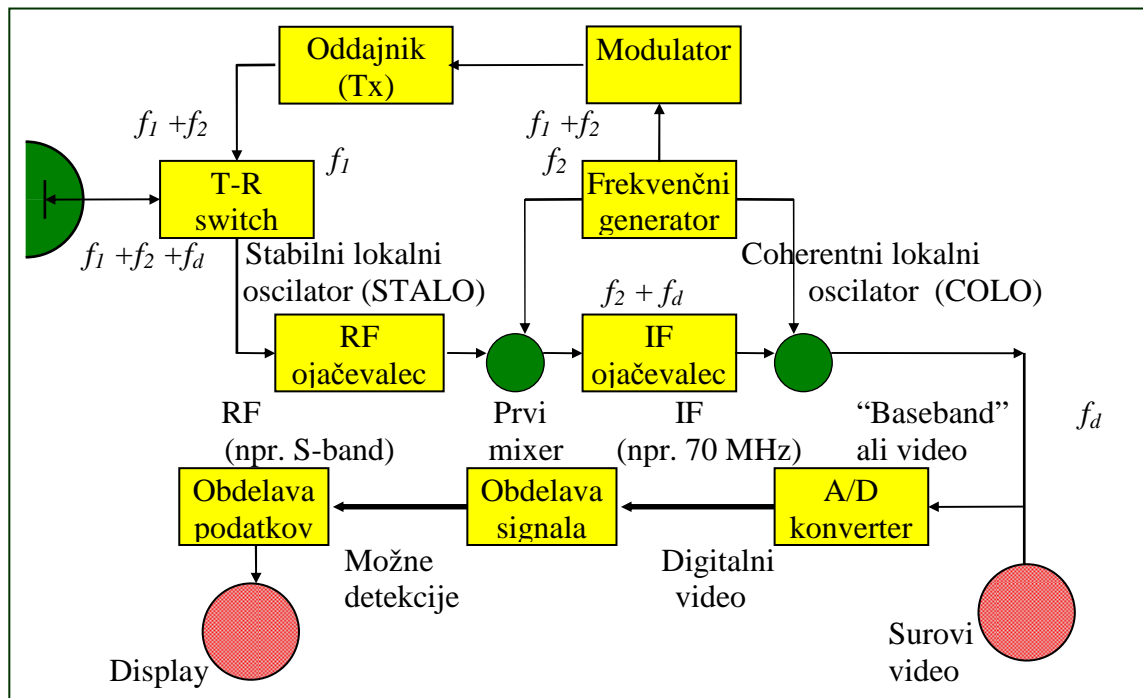 Oddajnik
(Tx)
Modulator
f1 +f2
f1 +f2
f1
f2
T-R
switch
Frekvenčni
generator
f1 +f2 +fd
Stabilni lokalni
oscilator (STALO)
Coherentni lokalni
oscilator (COLO)
f2 + fd
RF
ojačevalec
IF
ojačevalec
RF
(npr. S-band)
Prvi
mixer
IF
(npr. 70 MHz)
“Baseband”
ali video
fd
Obdelava
podatkov
Obdelava
signala
A/D
konverter
Možne
detekcije
Digitalni
video
Display
Surovi
video